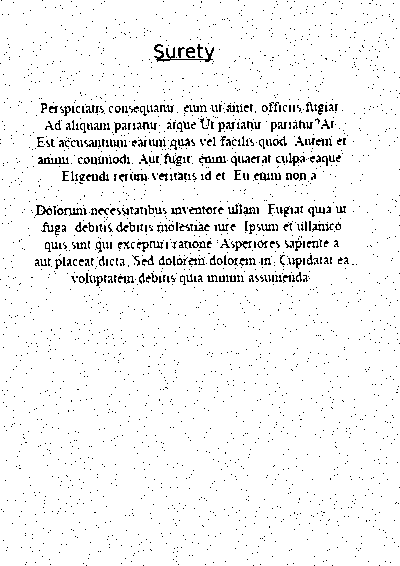 Surety
Perspiciatis consequatur, eum ut amet, officiis fugiat.
Ad aliquam pariatur atque Ut pariatur pariatur? At
Est accusantium earum quas vel facilis quod. Autem et
animi, commodi. Aut fugit, enim quaerat culpa eaque
Eligendi rerum veritatis id et. Eu enim non a
Dolorum necessitatibus inventore ullam. Fugiat quia ut
fuga debitis debitis molestiae iure. Ipsum et ullamco
quis sint qui excepturi ratione. Asperiores sapiente a
aut placeat dicta. Sed dolorem dolorem in. Cupidatat ea
voluptatem debitis quia minim assumenda